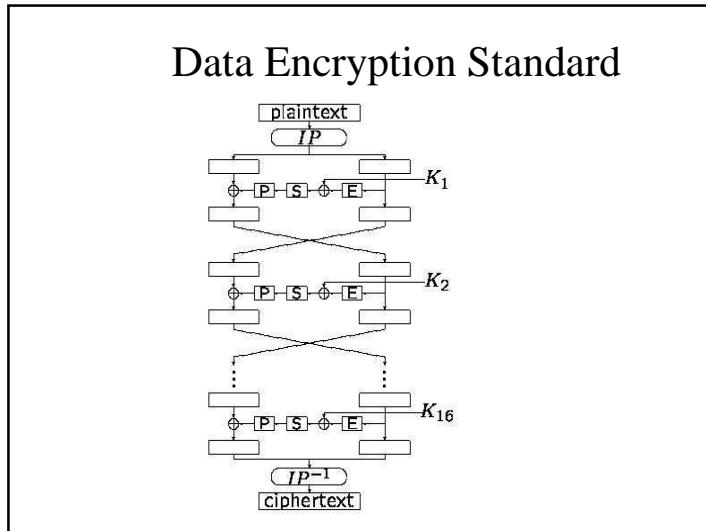 Data Encryption Standard
plaintext
IP
K₁
⊕ P S ⊕ E
K₂
⊕ P S ⊕ E
⋮ ⋮
K₁₆
⊕ P S ⊕ E
IP⁻¹
ciphertext